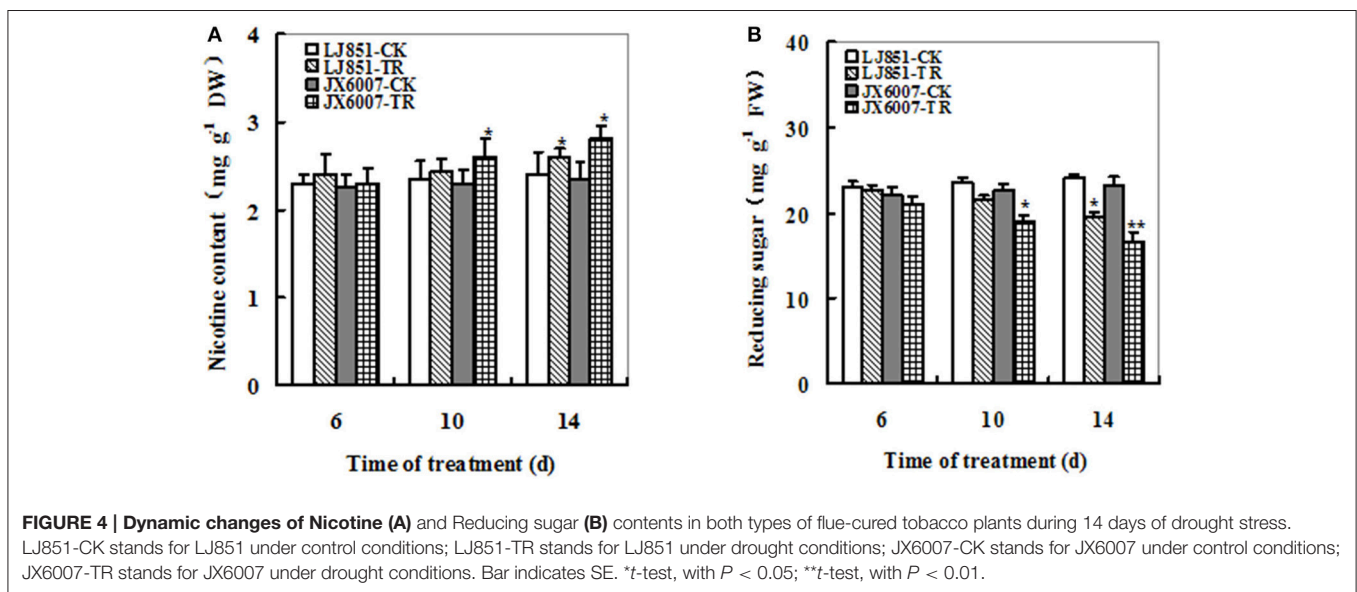 A
4
3
2
1
0
Nicotine content (mg g-1 DW)
LJ851-CK
LJ851-TR
JX6007-CK
JX6007-TR
*
*
*
6 10 14
Time of treatment (d)
B
40
30
20
10
0
Reducing sugar (mg g-1 FW)
LJ851-CK
LJ851-TR
JX6007-CK
JX6007-TR
*
*
**
6 10 14
Time of treatment (d)
FIGURE 4 | Dynamic changes of Nicotine (A) and Reducing sugar (B) contents in both types of flue-cured tobacco plants during 14 days of drought stress.
LJ851-CK stands for LJ851 under control conditions; LJ851-TR stands for LJ851 under drought conditions; JX6007-CK stands for JX6007 under control conditions;
JX6007-TR stands for JX6007 under drought conditions. Bar indicates SE. *t-test, with P < 0.05; **t-test, with P < 0.01.